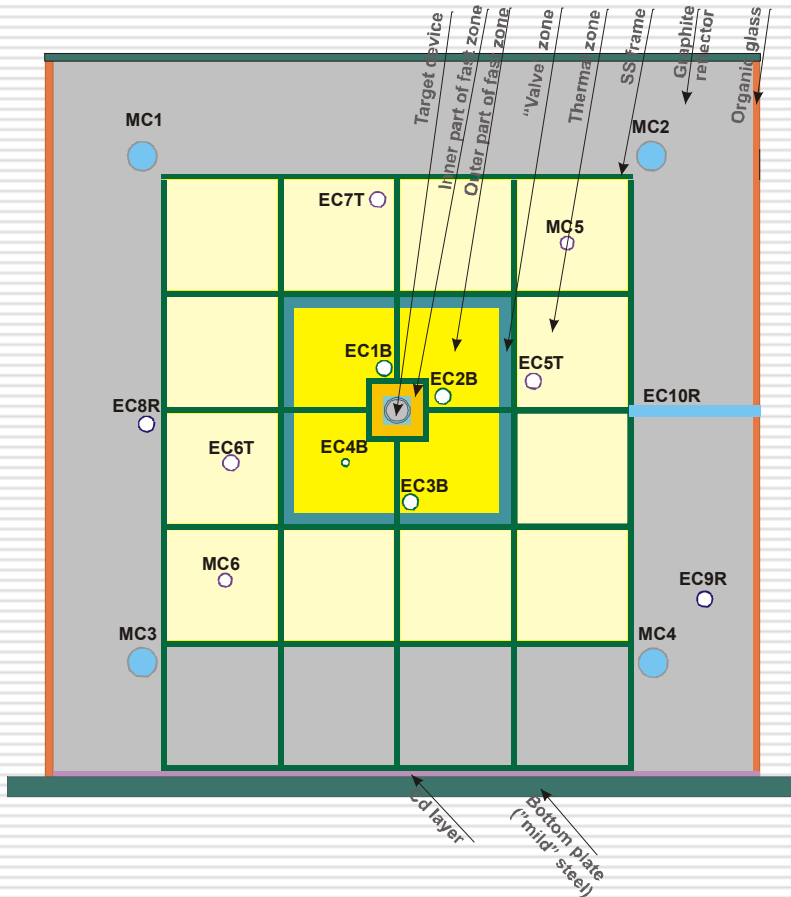 Target device
Inner part of fast zone
Outer part of fast zone
"Valve" zone
Thermal zone
SS frame
Graphite
reflector
Organic glass
MC1
MC2
EC7T
MC5
EC1B
EC2B
EC5T
EC8R
EC10R
EC6T
EC4B
EC3B
MC6
EC9R
MC3
MC4
Cd layer
Bottom plate
("mild" steel)